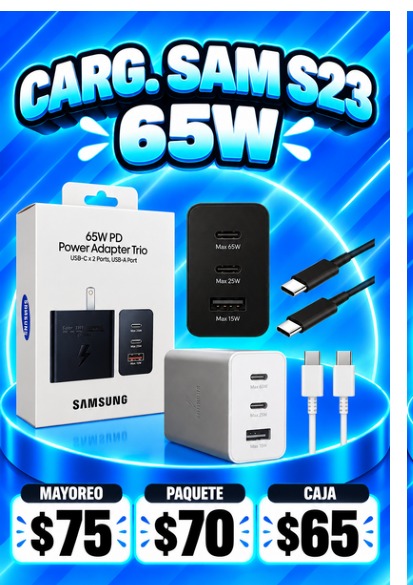 CARG. SAM S23
65W
65W PD
Power Adapter Trio
USB-C x 2 Ports, USB-A Port
SAMSUNG
SAMSUNG
Max 65W
Max 25W
Max 15W
MAYOREO
$75
PAQUETE
$70
CAJA
$65